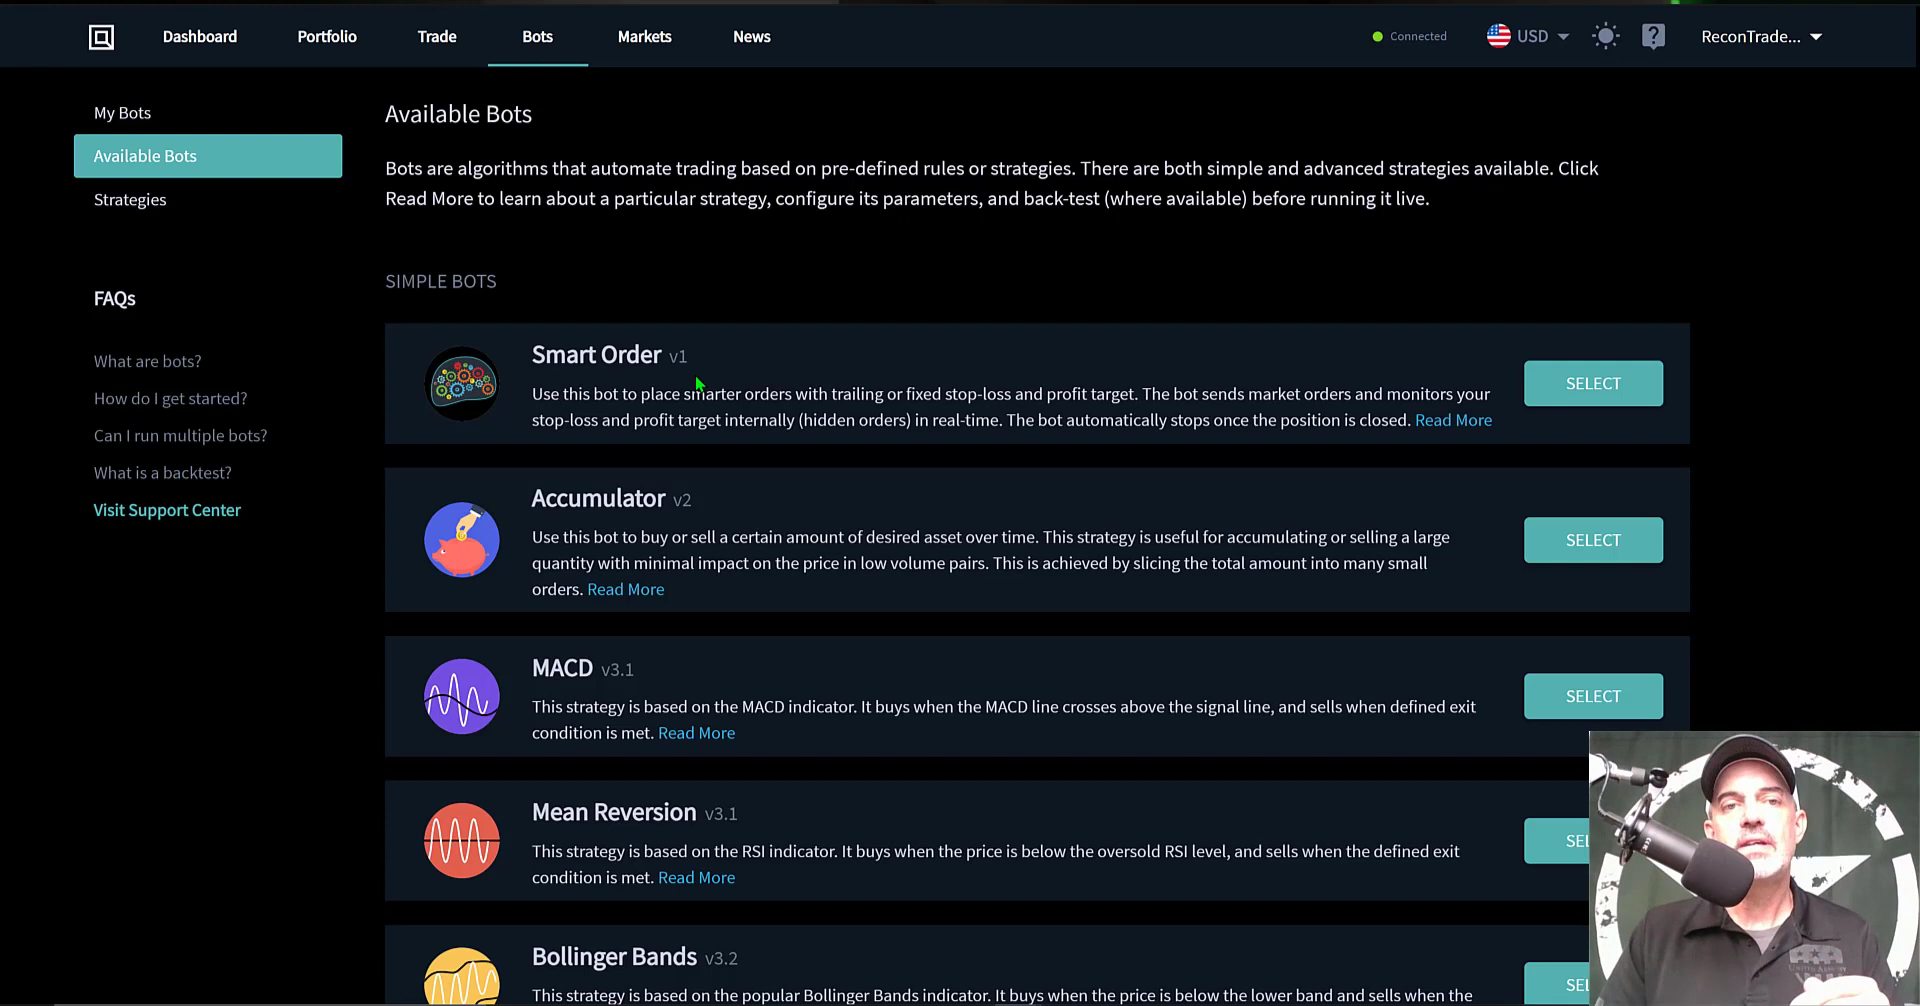 Dashboard Portfolio Trade Bots Markets News Connected USD ? ReconTrade...
My Bots
Available Bots
Strategies
FAQs
What are bots?
How do I get started?
Can I run multiple bots?
What is a backtest?
Visit Support Center
Available Bots
Bots are algorithms that automate trading based on pre-defined rules or strategies. There are both simple and advanced strategies available. Click
Read More to learn about a particular strategy, configure its parameters, and back-test (where available) before running it live.
SIMPLE BOTS
Smart Order v1
Use this bot to place smarter orders with trailing or fixed stop-loss and profit target. The bot sends market orders and monitors your
stop-loss and profit target internally (hidden orders) in real-time. The bot automatically stops once the position is closed. Read More
SELECT
Accumulator v2
Use this bot to buy or sell a certain amount of desired asset over time. This strategy is useful for accumulating or selling a large
quantity with minimal impact on the price in low volume pairs. This is achieved by slicing the total amount into many small
orders. Read More
SELECT
MACD v3.1
This strategy is based on the MACD indicator. It buys when the MACD line crosses above the signal line, and sells when defined exit
condition is met. Read More
SELECT
Mean Reversion v3.1
This strategy is based on the RSI indicator. It buys when the price is below the oversold RSI level, and sells when the defined exit
condition is met. Read More
SEL
Bollinger Bands v3.2
This strategy is based on the popular Bollinger Bands indicator. It buys when the price is below the lower band and sells when the
SEL